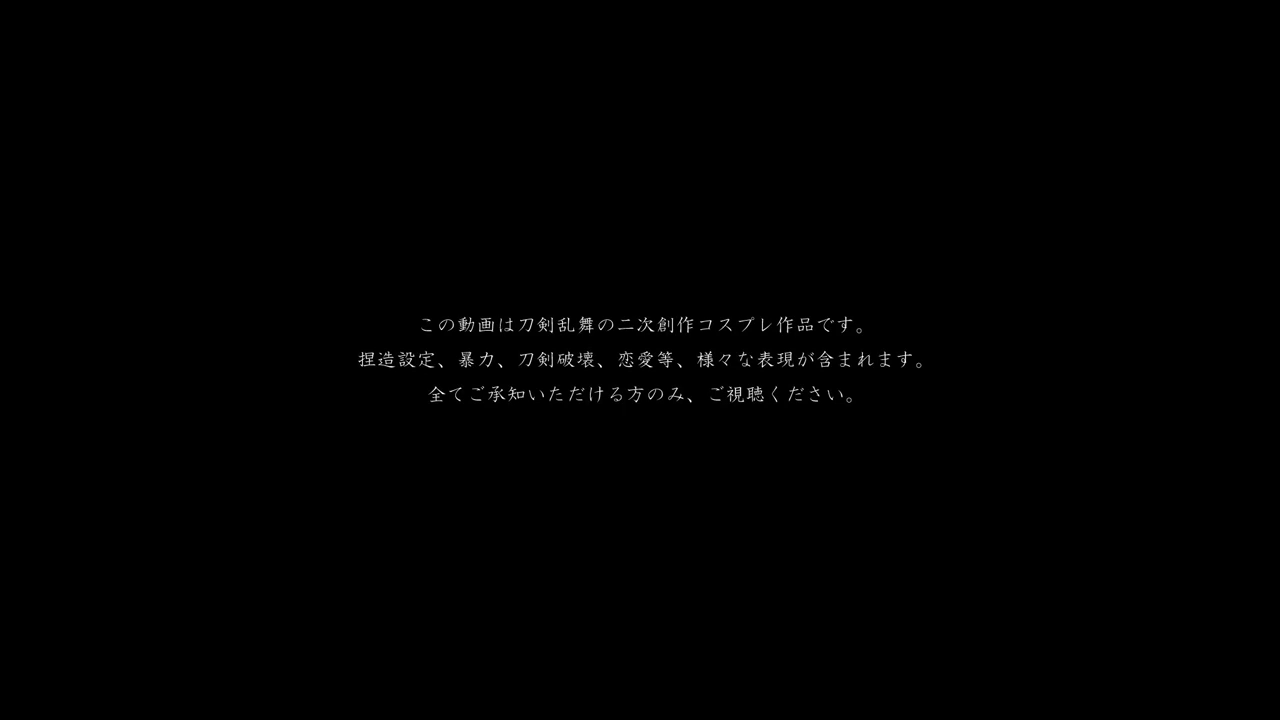 この動画は刀剣乱舞の二次創作コスプレ作品です。
捏造設定、暴力、刀剣破壊、恋愛等、様々な表現が含まれます。
全てご承知いただける方のみ、ご視聴ください。